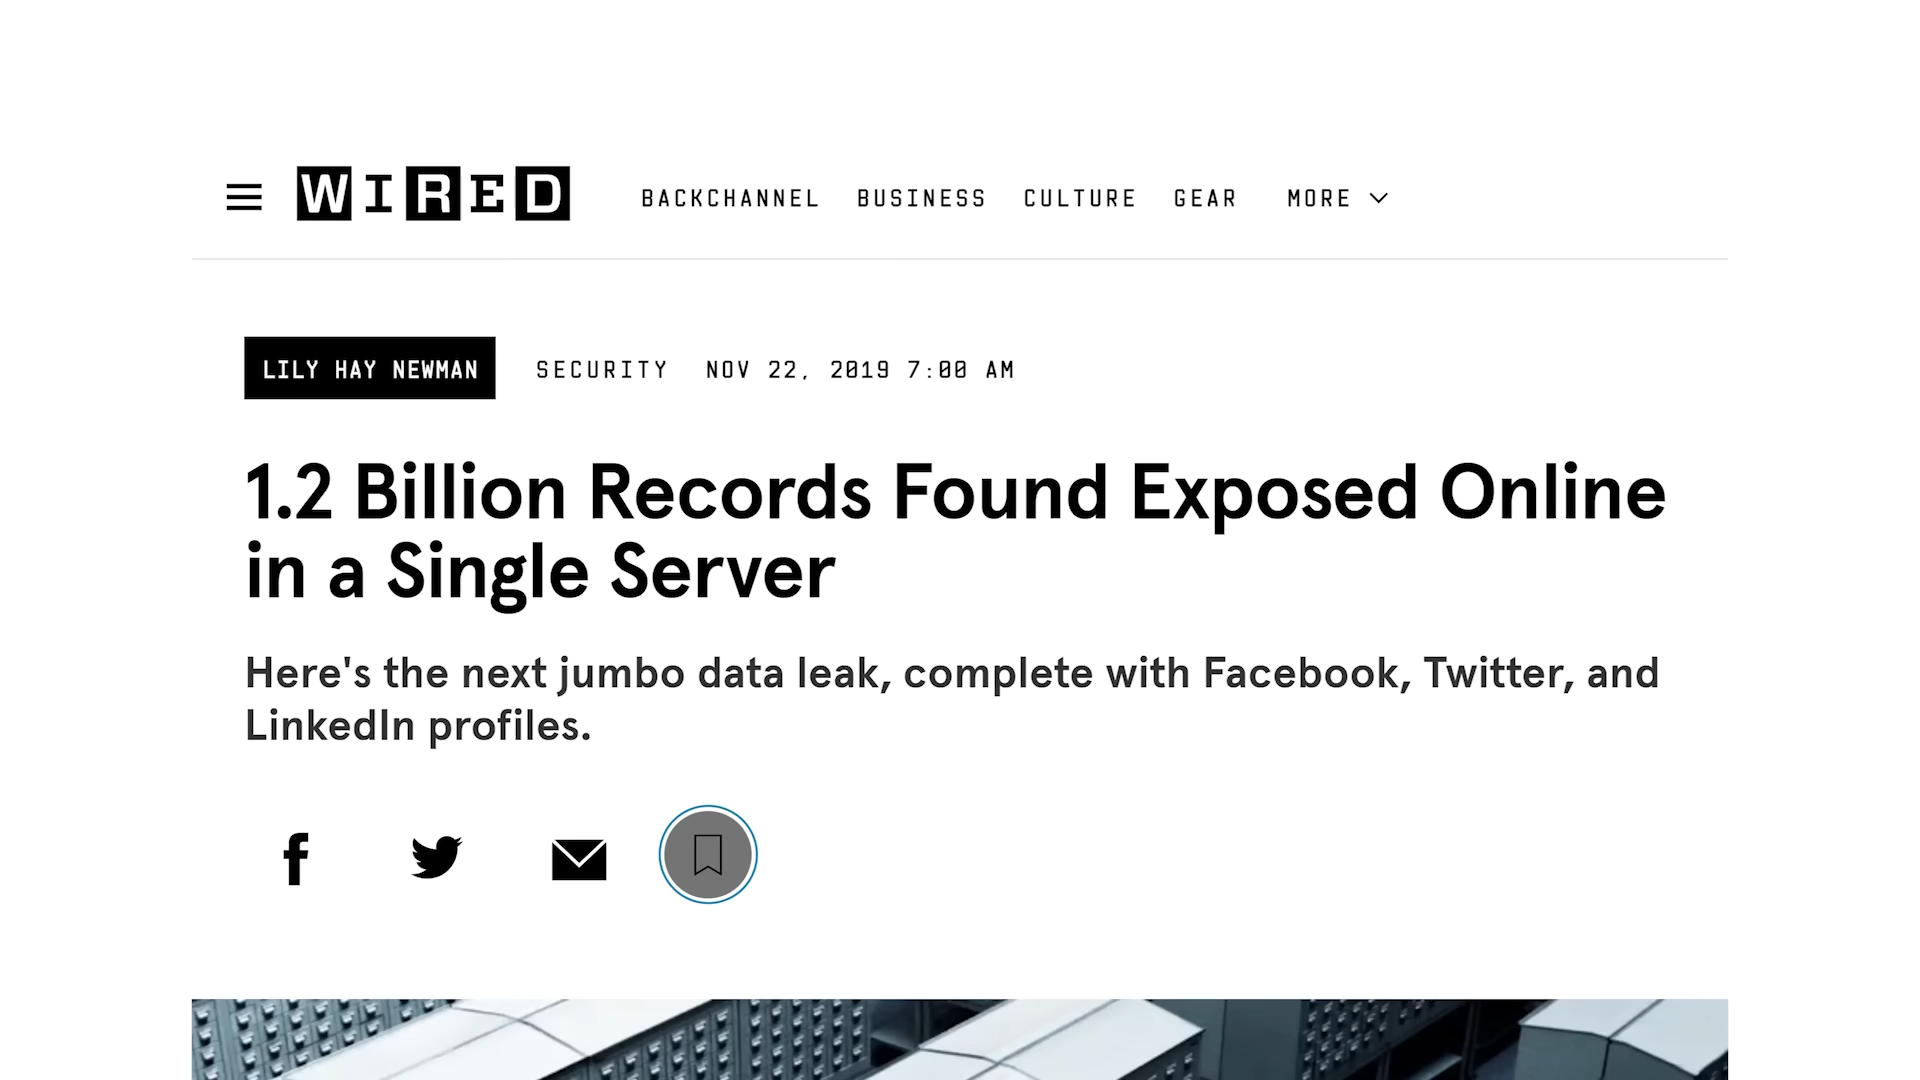 WIRED BACKCHANNEL BUSINESS CULTURE GEAR MORE
LILY HAY NEWMAN SECURITY NOV 22, 2019 7:00 AM
1.2 Billion Records Found Exposed Online
in a Single Server
Here's the next jumbo data leak, complete with Facebook, Twitter, and
LinkedIn profiles.